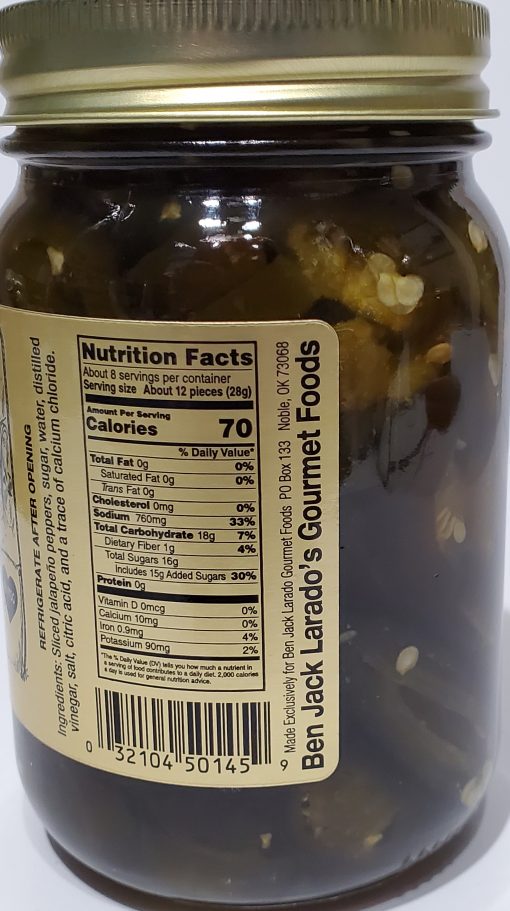 REFRIGERATE AFTER OPENING
Ingredients: Sliced jalapeño peppers, sugar, water, distilled
vinegar, salt, citric acid, and a trace of calcium chloride.
Nutrition Facts
About 8 servings per container
Serving size About 12 pieces (28g)
Amount Per Serving
Calories 70
% Daily Value*
Total Fat 0g 0%
Saturated Fat 0g 0%
Trans Fat 0g
Cholesterol 0mg 0%
Sodium 760mg 33%
Total Carbohydrate 18g 7%
Dietary Fiber 1g 4%
Total Sugars 16g
Includes 15g Added Sugars 30%
Protein 0g
Vitamin D 0mcg 0%
Calcium 10mg 0%
Iron 0.9mg 4%
Potassium 90mg 2%
*The % Daily Value (DV) tells you how much a nutrient in
a serving of food contributes to a daily diet. 2,000 calories
a day is used for general nutrition advice.
0 32104 50145 9
Made Exclusively for Ben Jack Larado Gourmet Foods PO Box 133 Noble, OK 73068
Ben Jack Larado's Gourmet Foods